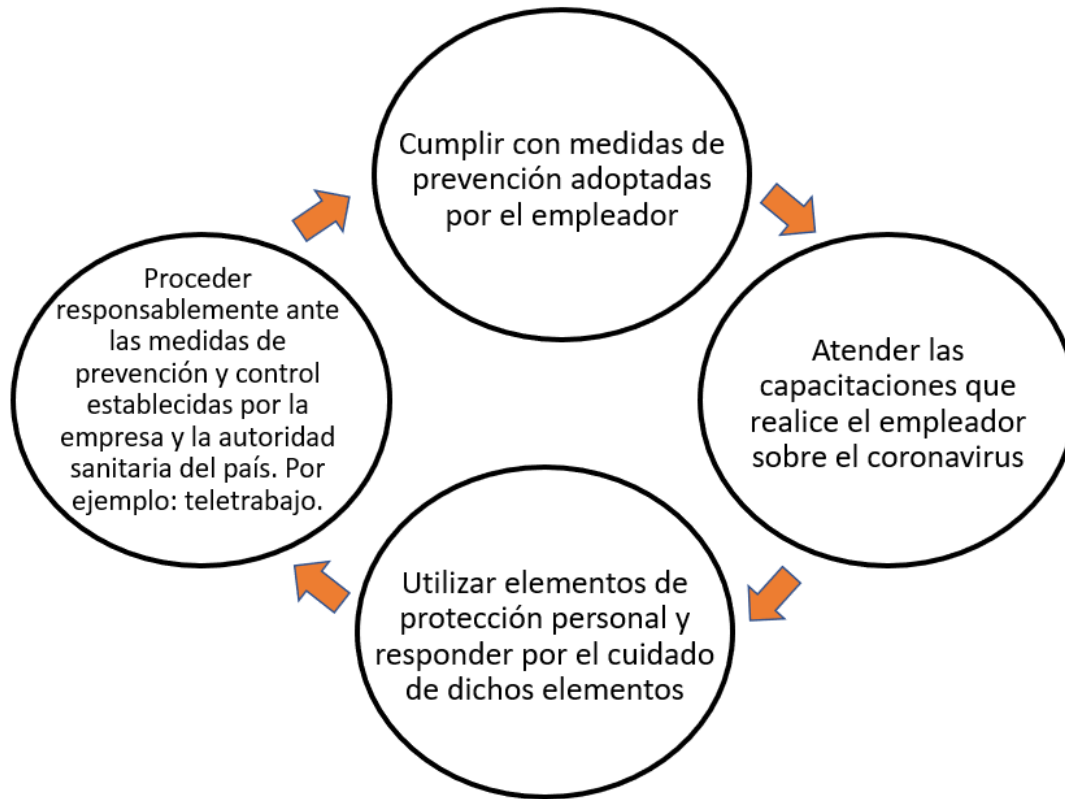 Cumplir con medidas de
prevención adoptadas
por el empleador
Atender las
capacitaciones que
realice el empleador
sobre el coronavirus
Utilizar elementos de
protección personal y
responder por el cuidado
de dichos elementos
Proceder
responsablemente ante
las medidas de
prevención y control
establecidas por la
empresa y la autoridad
sanitaria del país. Por
ejemplo: teletrabajo.